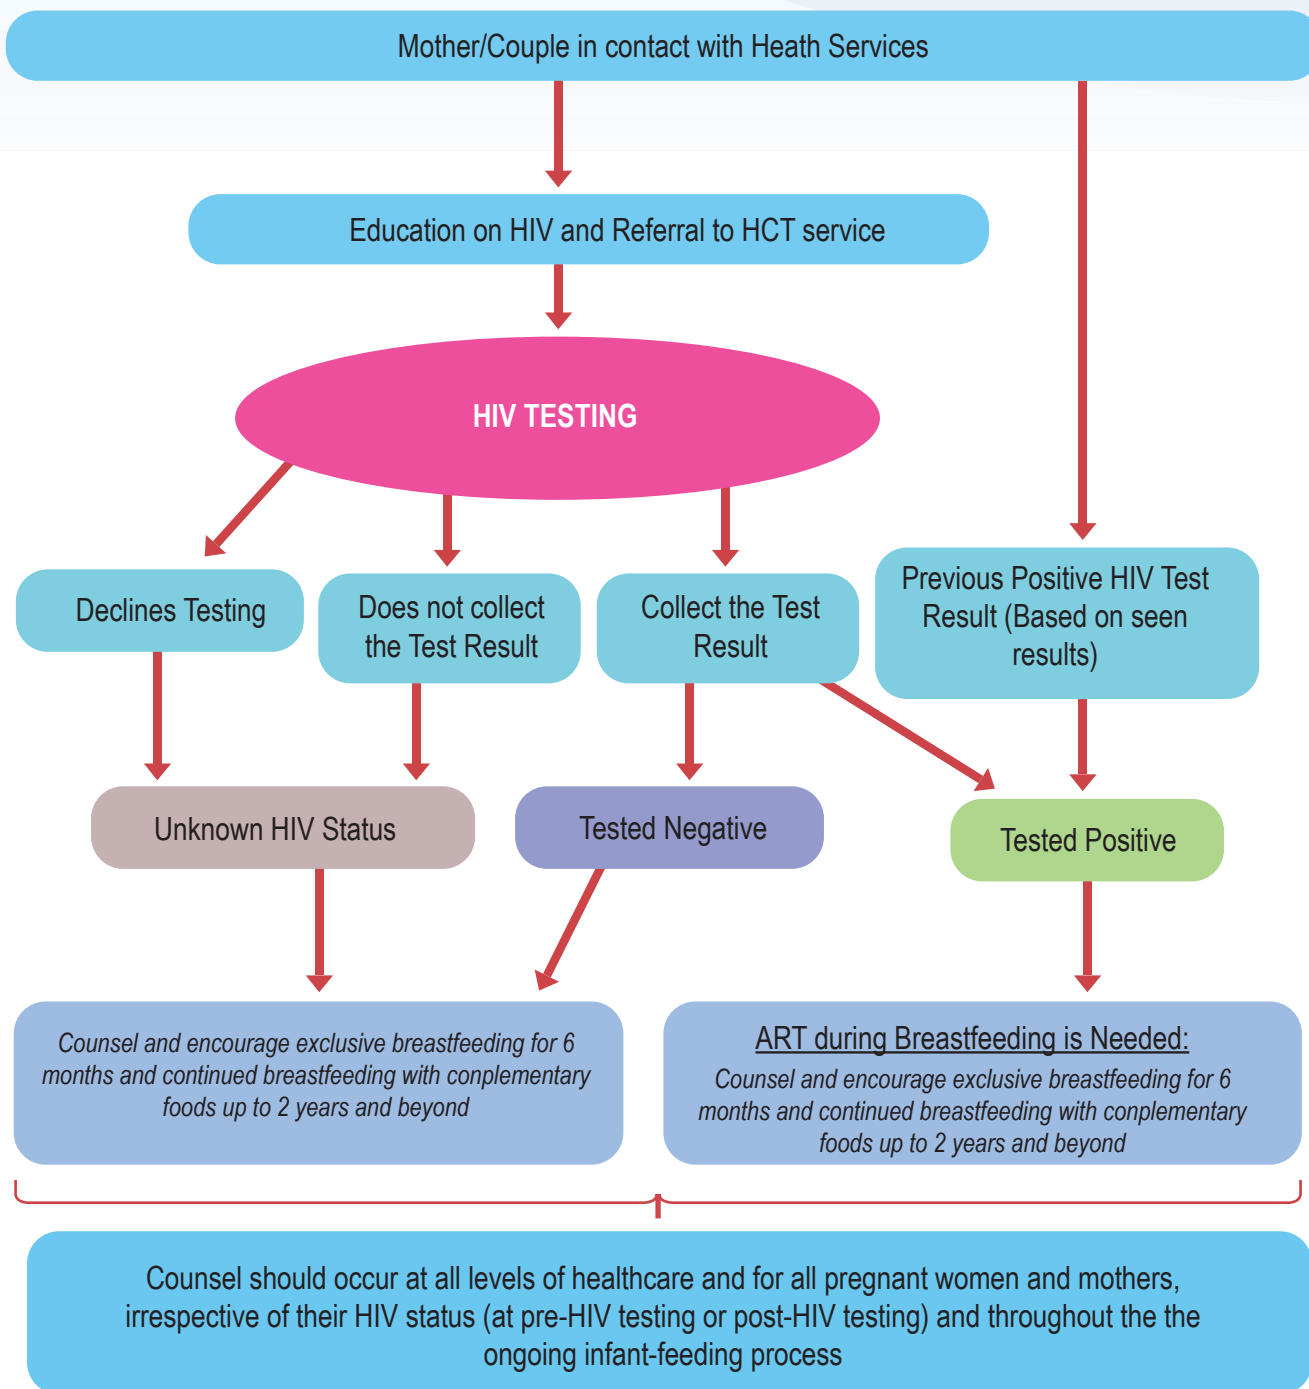 Mother/Couple in contact with Heath Services
Education on HIV and Referral to HCT service
HIV TESTING
Declines Testing
Does not collect
the Test Result
Collect the Test
Result
Previous Positive HIV Test
Result (Based on seen
results)
Unknown HIV Status
Tested Negative
Tested Positive
Counsel and encourage exclusive breastfeeding for 6
months and continued breastfeeding with conplementary
foods up to 2 years and beyond
ART during Breastfeeding is Needed:
Counsel and encourage exclusive breastfeeding for 6
months and continued breastfeeding with complementary
foods up to 2 years and beyond
Counsel should occur at all levels of healthcare and for all pregnant women and mothers,
irrespective of their HIV status (at pre-HIV testing or post-HIV testing) and throughout the the
ongoing infant-feeding process